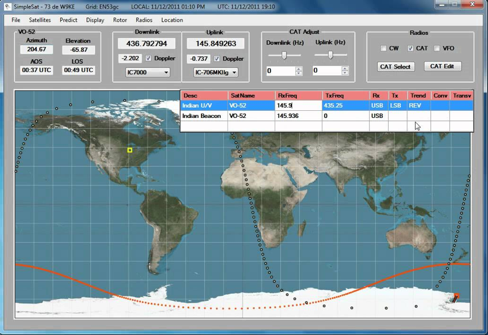 SimpleSat - 73 de W9KE Grid: EN53gc LOCAL: 11/12/2011 01:10 PM UTC: 11/12/2011 19:10
File Satellites Predict Display Rotor Radios Location
VO-52
Azimuth Elevation
204.67 -65.87
AOS LOS
00:37 UTC 00:49 UTC
Downlink
436.792794
-2.202 Doppler
IC7000
Uplink
145.849263
-0.737 Doppler
IC-706MKIIg
CAT Adjust
Downlink (Hz) Uplink (Hz)
0 0
Radios
CW CAT VFO
CAT Select CAT Edit
Desc SatName RxFreq TxFreq Rx Tx Trend Conv Transv
Indian U/V VO-52 145.9 435.25 USB LSB REV
Indian Beacon VO-52 145.936 0 USB